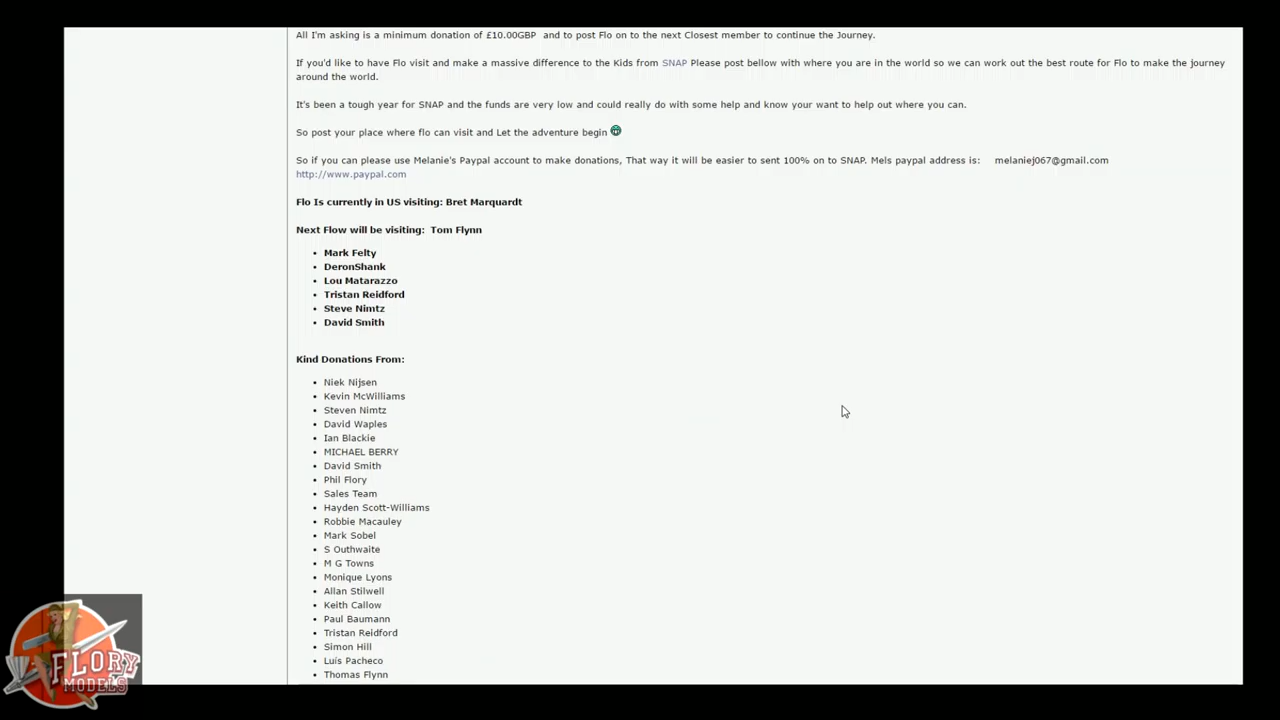 All I'm asking is a minimum donation of £10.00GBP and to post Flo on to the next Closest member to continue the Journey.
If you'd like to have Flo visit and make a massive difference to the Kids from SNAP Please post bellow with where you are in the world so we can work out the best route for Flo to make the journey
around the world.
It's been a tough year for SNAP and the funds are very low and could really do with some help and know your want to help out where you can.
So post your place where flo can visit and Let the adventure begin
So if you can please use Melanie's Paypal account to make donations, That way it will be easier to sent 100% on to SNAP. Mels paypal address is: melaniej067@gmail.com
http://www.paypal.com
Flo Is currently in US visiting: Bret Marquardt
Next Flow will be visiting: Tom Flynn
• Mark Felty
• DeronShank
• Lou Matarazzo
• Tristan Reidford
• Steve Nimtz
• David Smith
Kind Donations From:
• Niek Nijsen
• Kevin McWilliams
• Steven Nimtz
• David Waples
• Ian Blackie
• MICHAEL BERRY
• David Smith
• Phil Flory
• Sales Team
• Hayden Scott-Williams
• Robbie Macauley
• Mark Sobel
• S Southwaite
• M G Towns
• Monique Lyons
• Allan Stilwell
• Keith Callow
• Paul Baumann
• Tristan Reidford
• Simon Hill
• Luis Pacheco
• Thomas Flynn
FLORY
MODELS